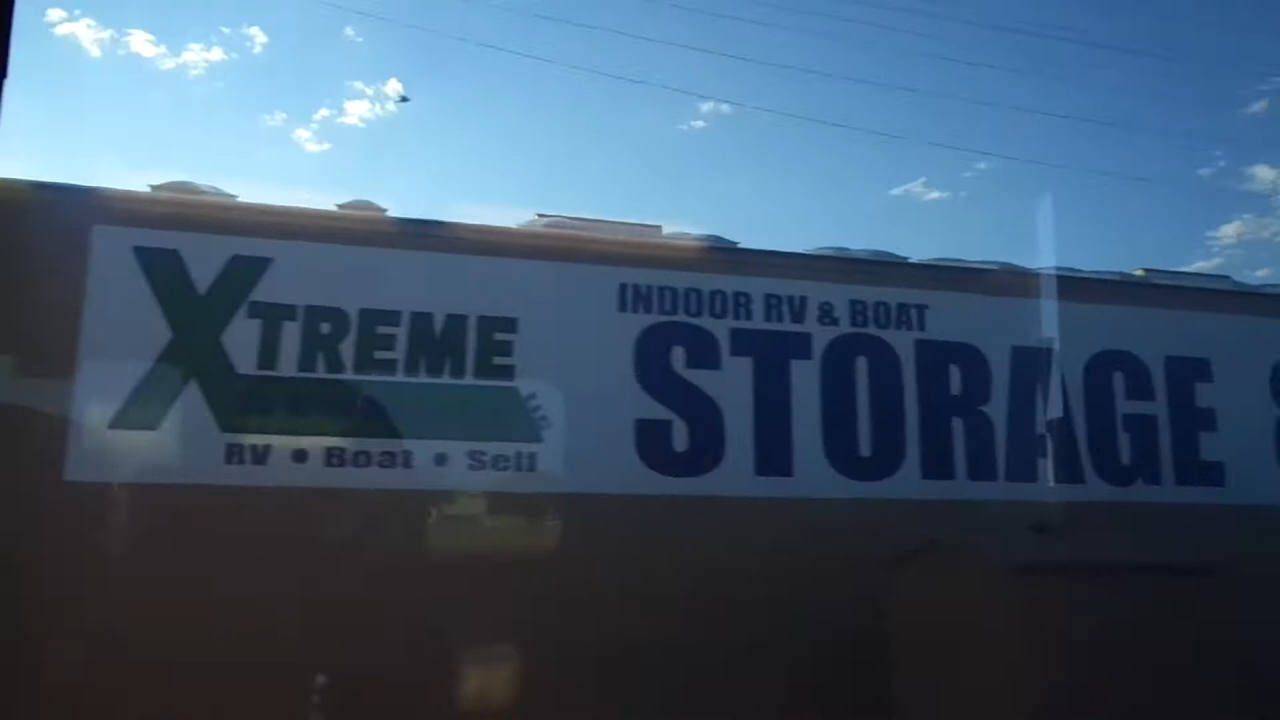 XTREME
RV • Boat • Self
INDOOR RV & BOAT
STORAGE